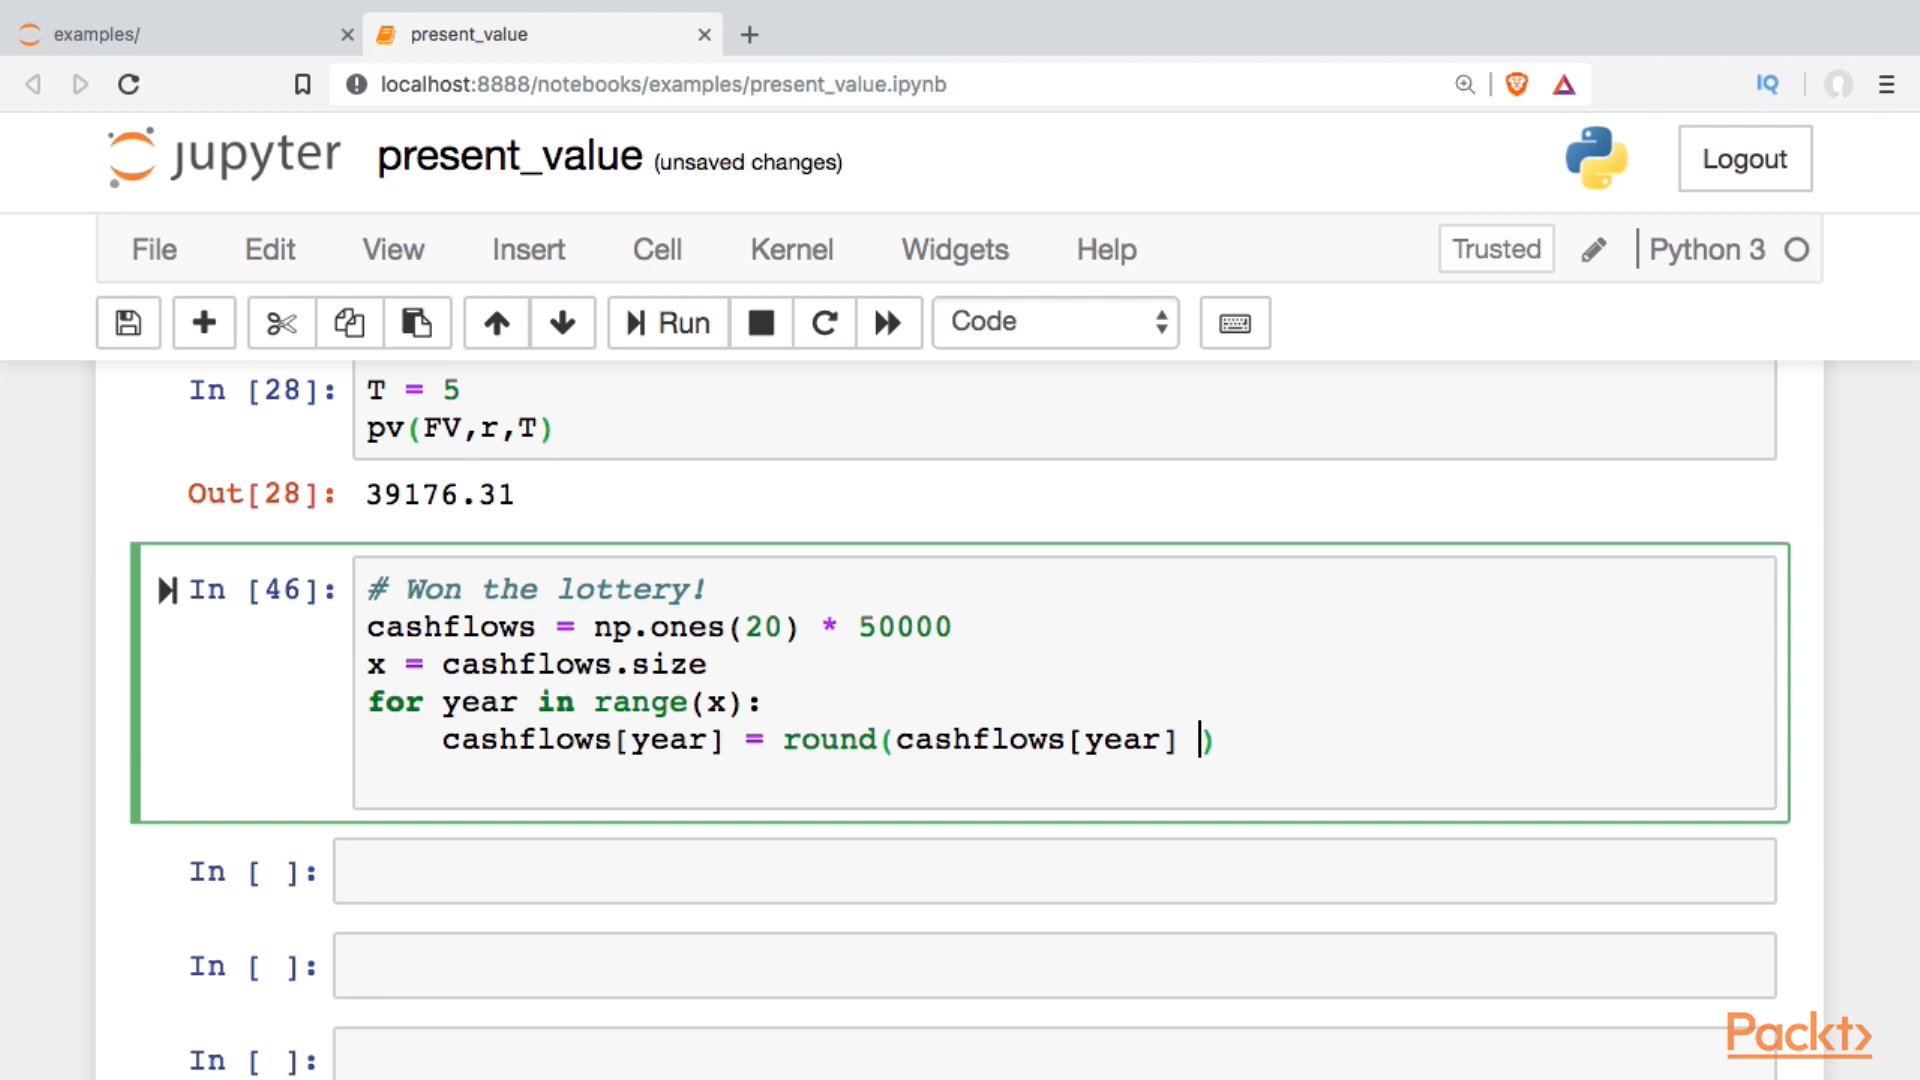 examples/
present_value
localhost:8888/notebooks/examples/present_value.ipynb
IQ
jupyter present_value (unsaved changes)
Logout
File Edit View Insert Cell Kernel Widgets Help Trusted Python 3
Run Code
In [28]: T = 5
pv(FV,r,T)
Out[28]: 39176.31
In [46]: # Won the lottery!
cashflows = np.ones(20) * 50000
x = cashflows.size
for year in range(x):
    cashflows[year] = round(cashflows[year] )
In [ ]:
In [ ]:
In [ ]:
Packt>